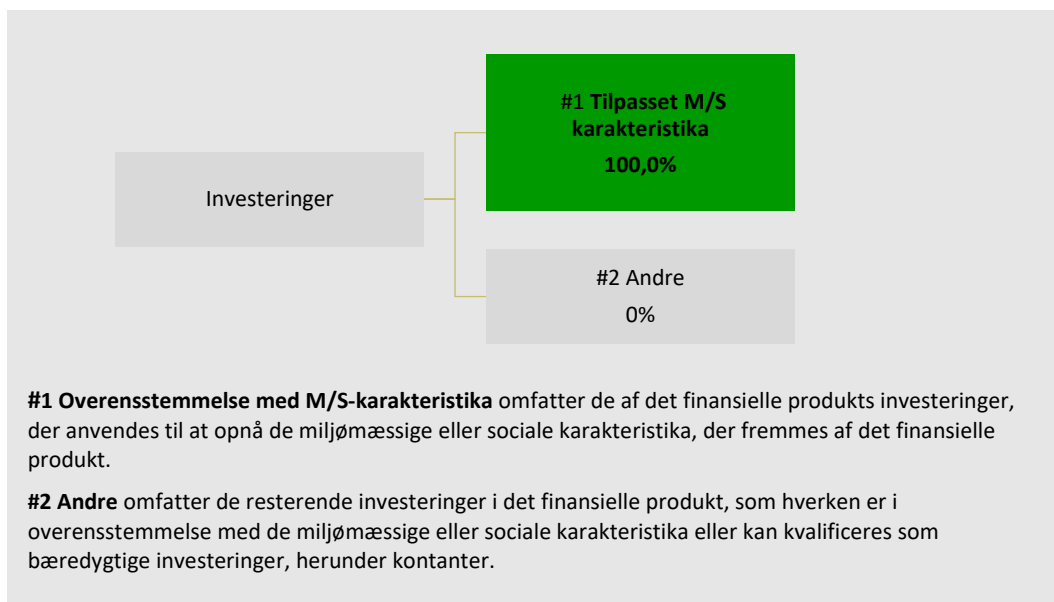 #1 Tilpasset M/S
karakteristika
100,0%
Investeringer
#2 Andre
0%
#1 Overensstemmelse med M/S-karakteristika omfatter de af det finansielle produkts investeringer,
der anvendes til at opnå de miljømæssige eller sociale karakteristika, der fremmes af det finansielle
produkt.
#2 Andre omfatter de resterende investeringer i det finansielle produkt, som hverken er i
overensstemmelse med de miljømæssige eller sociale karakteristika eller kan kvalificeres som
bæredygtige investeringer, herunder kontanter.